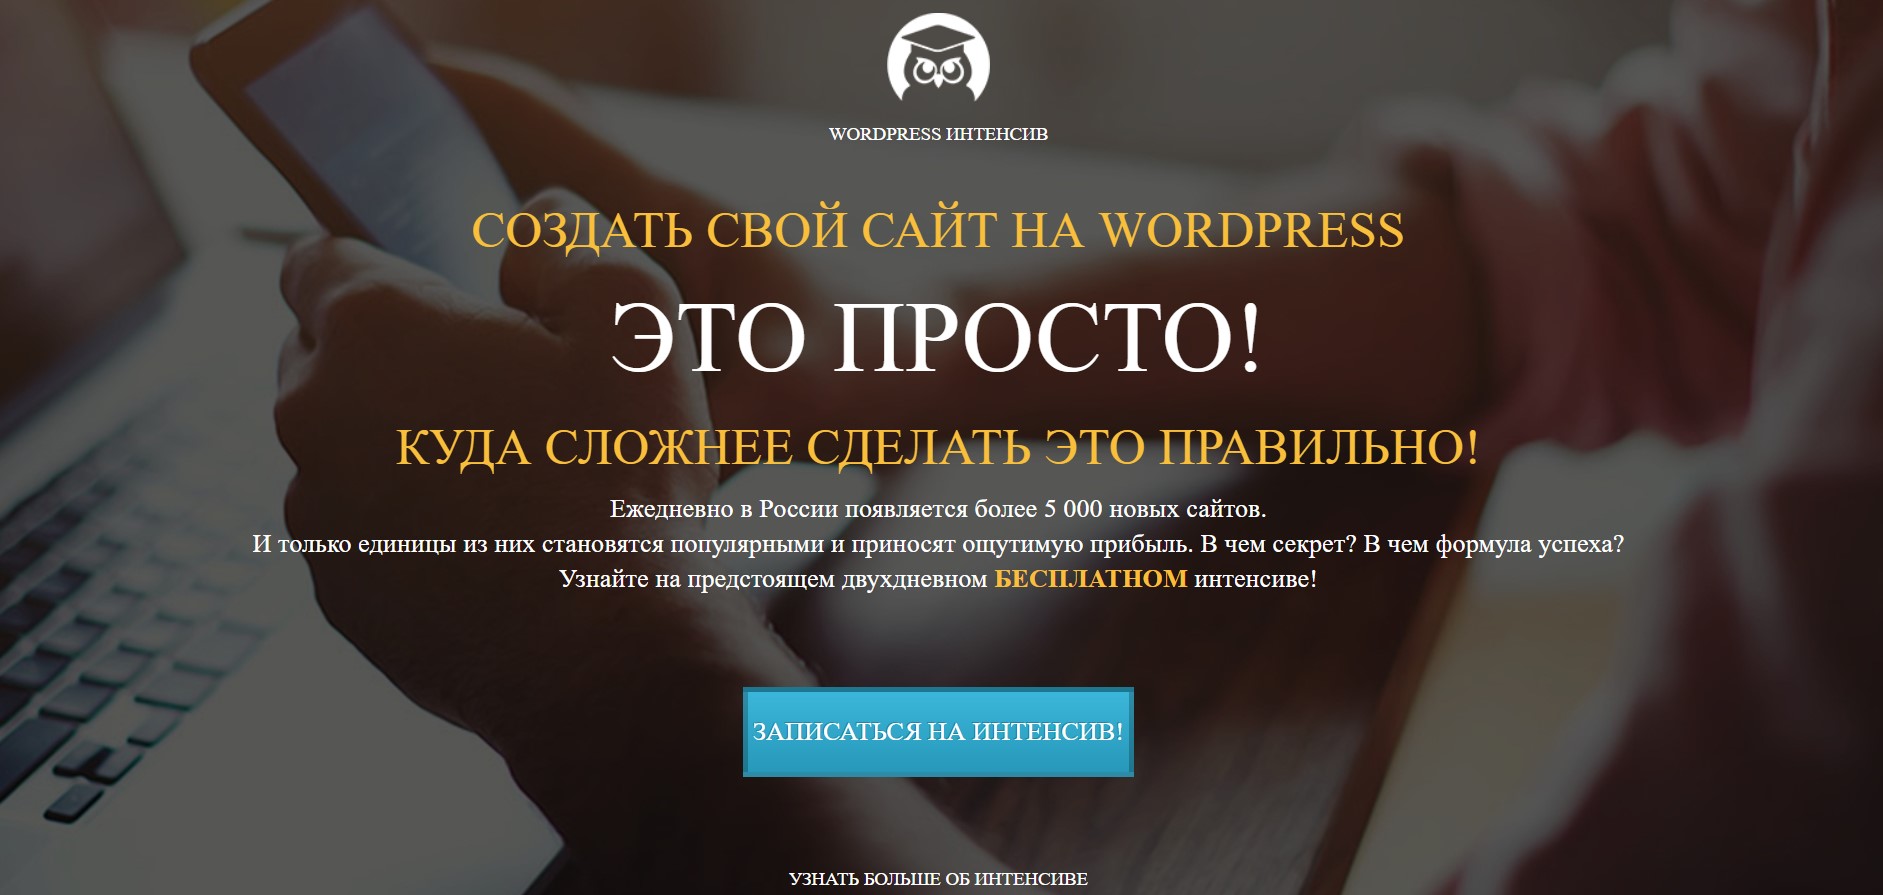 WORDPRESS ИНТЕНСИВ
СОЗДАТЬ СВОЙ САЙТ НА WORDPRESS
ЭТО ПРОСТО!
КУДА СЛОЖНЕЕ СДЕЛАТЬ ЭТО ПРАВИЛЬНО!
Ежедневно в России появляется более 5 000 новых сайтов.
И только единицы из них становятся популярными и приносят ощутимую прибыль. В чем секрет? В чем формула успеха?
Узнайте на предстоящем двухдневном БЕСПЛАТНОМ интенсиве!
ЗАПИСАТЬСЯ НА ИНТЕНСИВ!
УЗНАТЬ БОЛЬШЕ ОБ ИНТЕНСИВЕ